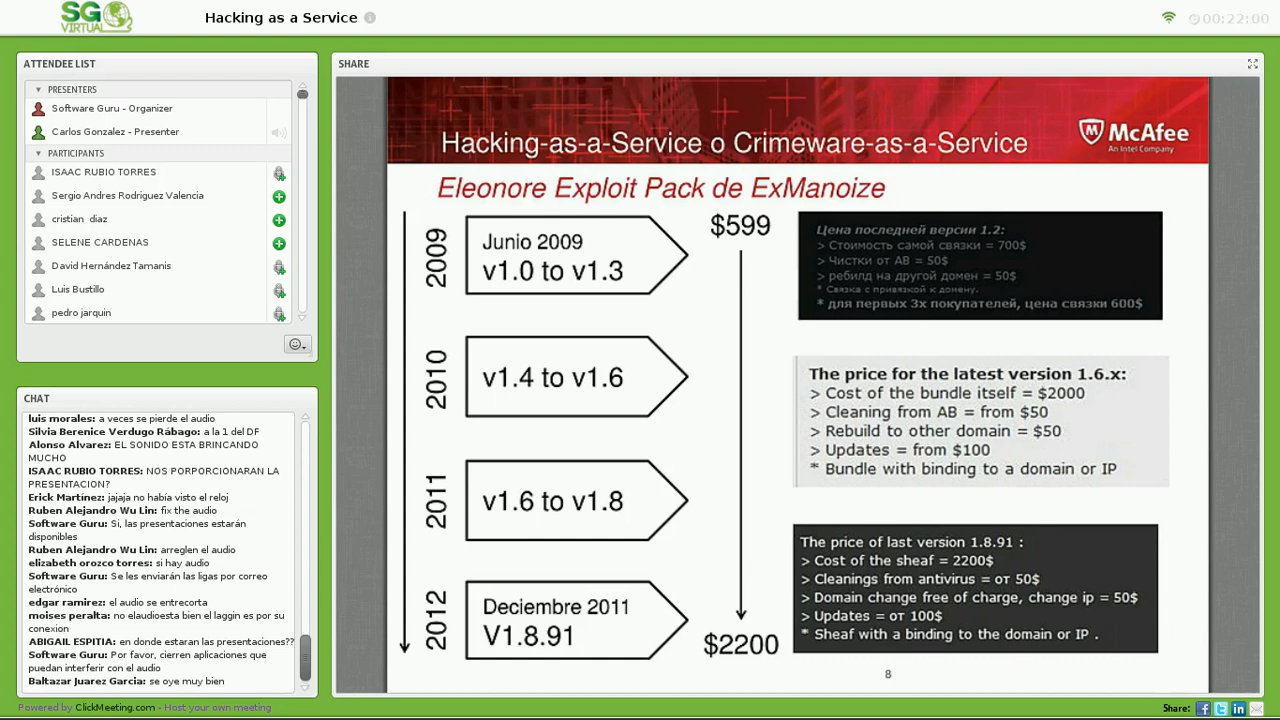 SG
VIRTUAL
Hacking as a Service
00:22:00
ATTENDEE LIST
PRESENTERS
Software Guru - Organizer
Carlos Gonzalez - Presenter
PARTICIPANTS
ISAAC RUBIO TORRES
Sergio Andres Rodriguez Valencia
cristian diaz
SELENE CARDENAS
David Hernández Tamanis
Luis Bustillo
pedro jarquin
CHAT
luis morales: a veces se pierde el audio
Silvia Berenice Verdugo Rábago: a la 1 del DF
Alonso Alvarez: EL SONIDO ESTA BRINCANDO
MUCHO
ISAAC RUBIO TORRES: NOS PORPORCIONARAN LA
PRESENTACION?
Erick Martínez: jajaja no había visto el reloj
Ruben Alejandro Wu Lin: fix the audio
Software Guru: Si, las presentaciones estarán
disponibles
Ruben Alejandro Wu Lin: arreglen el audio
elizabeth orozco torres: si hay audio
Software Guru: Se les enviarán las ligas por correo
electrónico
edgar ramirez: el audio se entrecorta
moises peralta: no elaudioesta bien el laggin es por su
conexion
ABIGAIL ESPITIA: en donde estaran las presentaciones??
Software Guru: Por favor, cierren aplicaciones que
puedan interferir con el audio
Baltazar Juarez Garcia: se oye muy bien
SHARE
Hacking-as-a-Service o Crimeware-as-a-Service
McAfee
An Intel Company
Eleonore Exploit Pack de ExManoize
2009
Junio 2009
v1.0 to v1.3
$599
Цена последней версии 1.2:
> Стоимость самой связки = 700$
> Чистки от АВ = 50$
> ребилд на другой домен = 50$
* Связка с привязкой к домену.
* для первых 3х покупателей, цена связки 600$
2010
v1.4 to v1.6
The price for the latest version 1.6.x:
> Cost of the bundle itself = $2000
> Cleaning from AB = from $50
> Rebuild to other domain = $50
> Updates = from $100
* Bundle with binding to a domain or IP
2011
v1.6 to v1.8
2012
Deciembre 2011
V1.8.91
$2200
The price of last version 1.8.91 :
> Cost of the sheaf = 2200$
> Cleanings from antivirus = от 50$
> Domain change free of charge, change ip = 50$
> Updates = от 100$
* Sheaf with a binding to the domain or IP .
8
Powered by ClickMeeting.com - Host your own meeting
Share: